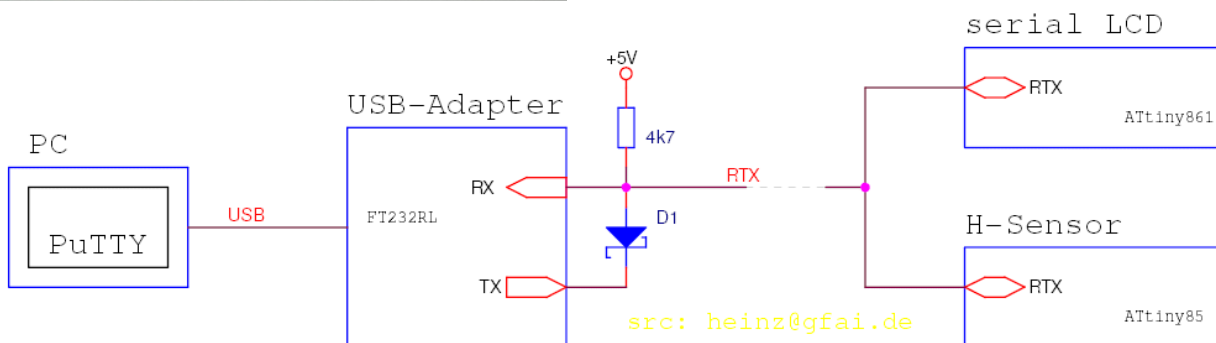 serial LCD
+5V
RTX
USB-Adapter
ATtiny861
4k7
PC
RX
RTX
D1
USB
FT232RL
H-Sensor
PuTTY
TX
RTX
src: heinz@gfai.de
ATtiny85